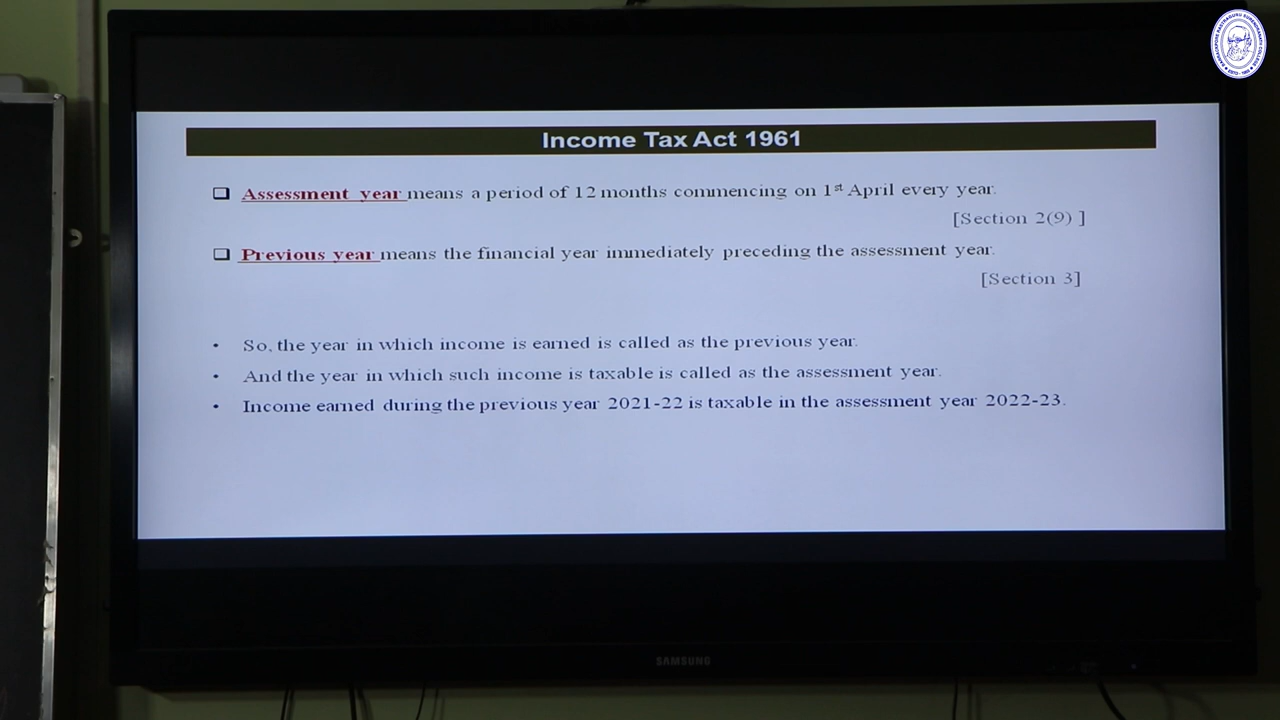 Income Tax Act 1961
Assessment year means a period of 12 months commencing on 1st April every year.
[Section 2(9) ]
Previous year means the financial year immediately preceding the assessment year.
[Section 3]
• So, the year in which income is earned is called as the previous year.
• And the year in which such income is taxable is called as the assessment year.
• Income earned during the previous year 2021-22 is taxable in the assessment year 2022-23.
SAMSUNG